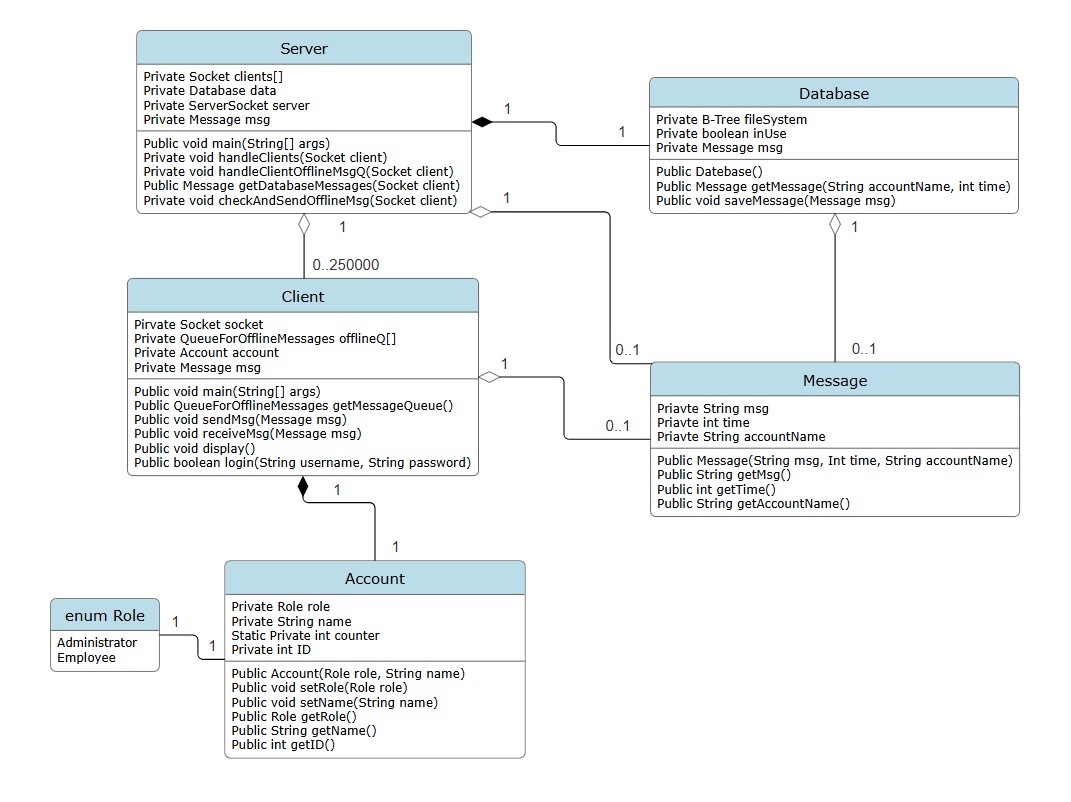 Server
Private Socket clients[]
Private Database data
Private ServerSocket server
Private Message msg
Public void main(String[] args)
Private void handleClients(Socket client)
Private void handleClientOfflineMsgQ(Socket client)
Public Message getDatabaseMessages(Socket client)
Private void checkAndSendOfflineMsg(Socket client)
1
1
Database
Private B-Tree fileSystem
Private boolean inUse
Private Message msg
Public Datebase()
Public Message getMessage(String accountName, int time)
Public void saveMessage(Message msg)
1
1
1
0..250000
0..1
0..1
Client
Pirvate Socket socket
Private QueueForOfflineMessages offlineQ[]
Private Account account
Private Message msg
Public void main(String[] args)
Public QueueForOfflineMessages getMessageQueue()
Public void sendMsg(Message msg)
Public void receiveMsg(Message msg)
Public void display()
Public boolean login(String username, String password)
1
0..1
Message
Priavte String msg
Priavte int time
Priavte String accountName
Public Message(String msg, Int time, String accountName)
Public String getMsg()
Public int getTime()
Public String getAccountName()
1
1
enum Role
Administrator
Employee
1
1
Account
Private Role role
Private String name
Static Private int counter
Private int ID
Public Account(Role role, String name)
Public void setRole(Role role)
Public void setName(String name)
Public Role getRole()
Public String getName()
Public int getID()